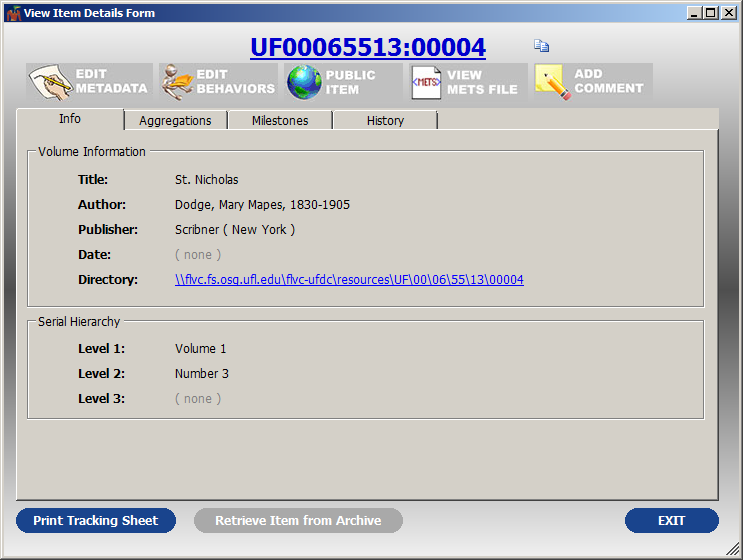 View Item Details Form
UF00065513:00004
EDIT METADATA
EDIT BEHAVIORS
PUBLIC ITEM
<METS>
VIEW METS FILE
ADD COMMENT
Info
Aggregations
Milestones
History
Volume Information
Title: St. Nicholas
Author: Dodge, Mary Mapes, 1830-1905
Publisher: Scribner ( New York )
Date: ( none )
Directory: \\flvc.fs.osg.ufl.edu\flvc-ufdc\resources\UF\00\06\55\13\00004
Serial Hierarchy
Level 1: Volume 1
Level 2: Number 3
Level 3: ( none )
Print Tracking Sheet
Retrieve Item from Archive
EXIT